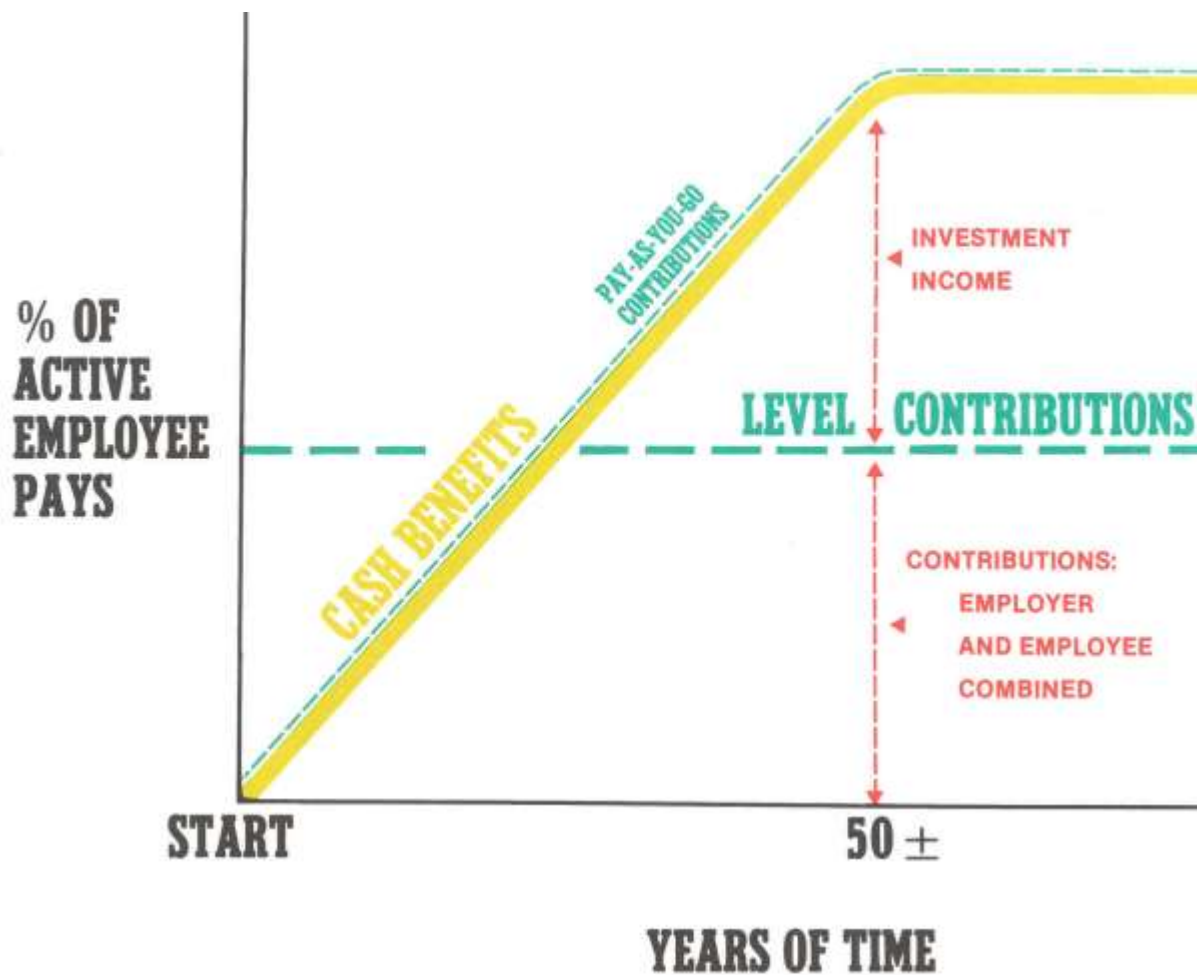 PAY-AS-YOU-GO
CONTRIBUTIONS
INVESTMENT
INCOME
% OF
ACTIVE
EMPLOYEE
PAYS
LEVEL CONTRIBUTIONS
CASH BENEFITS
CONTRIBUTIONS:
EMPLOYER
AND EMPLOYEE
COMBINED
START
50 ±
YEARS OF TIME